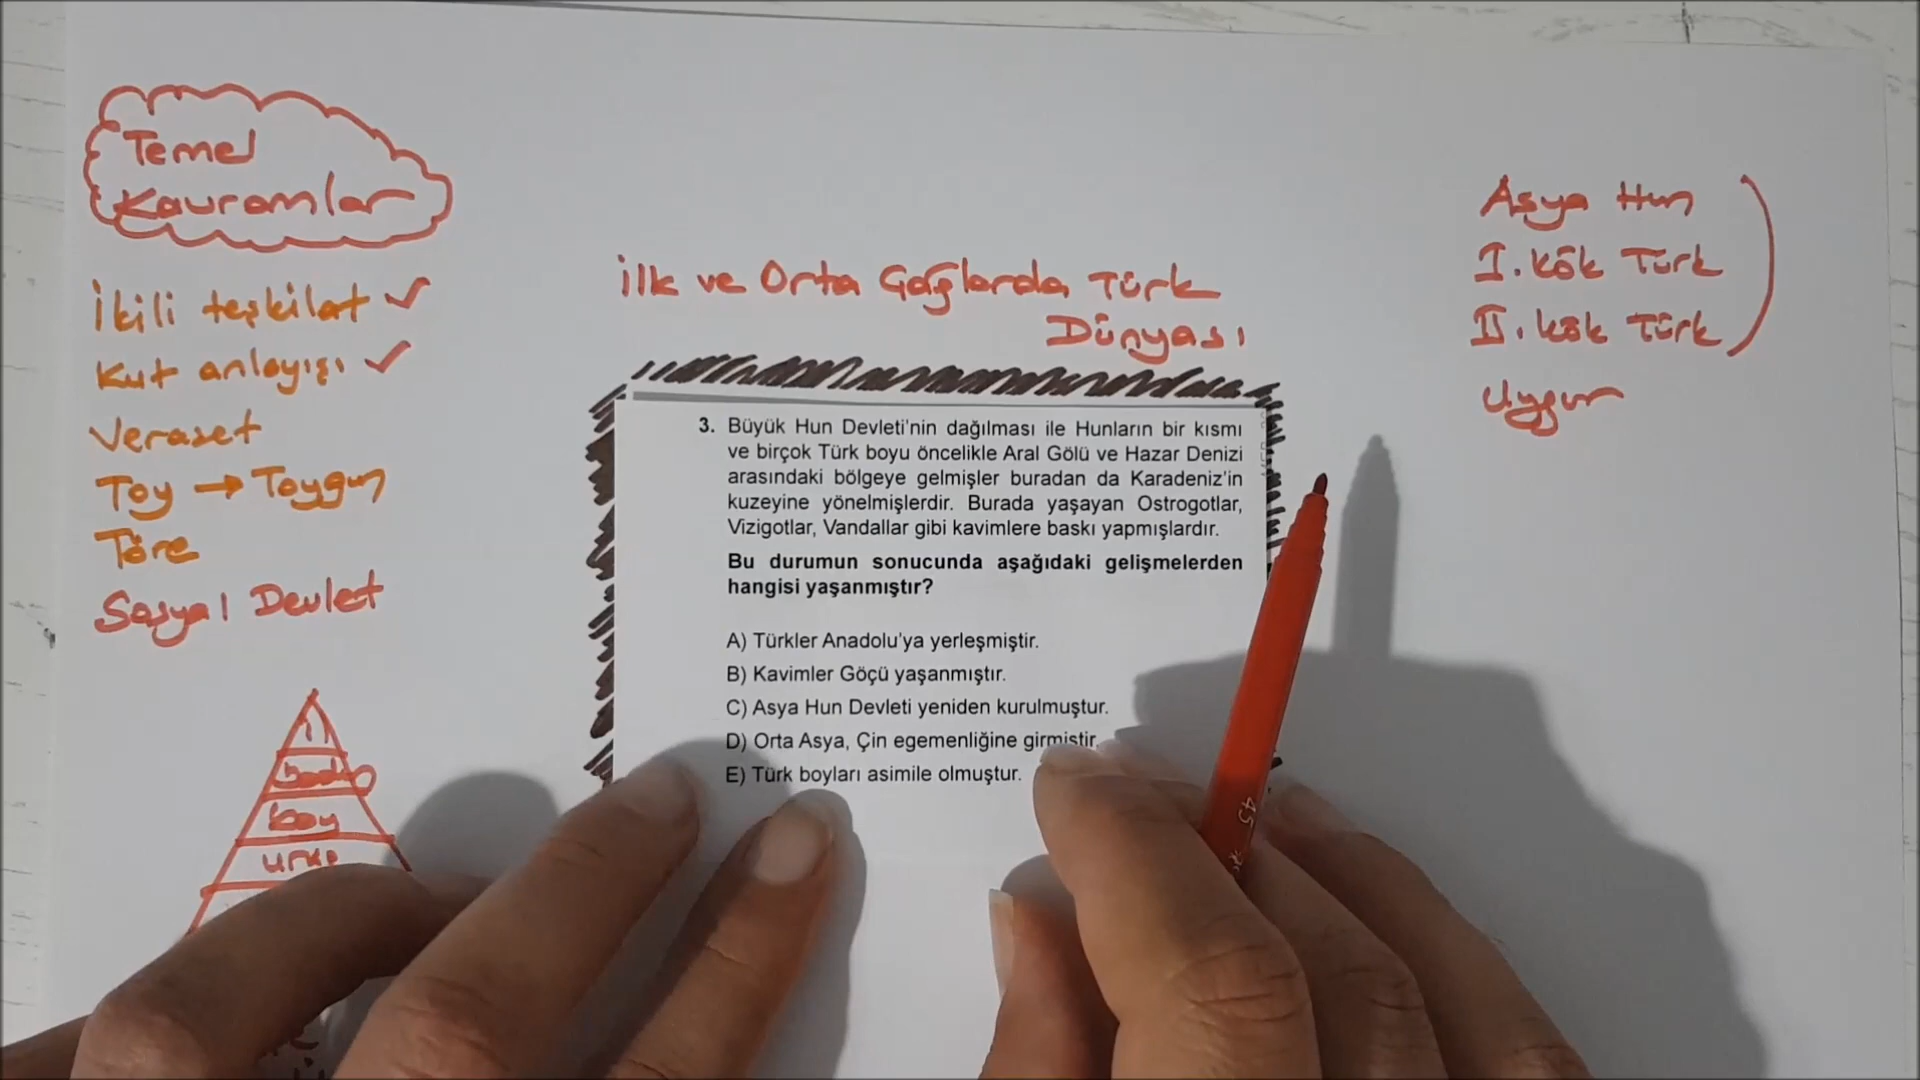 Temel
Kavramlar
İkili teşkilat ✓
Kut anlayışı ✓
Veraset
Toy → Toygun
Töre
Sosyal Devlet
boy
İlk ve Orta Çağlarda Türk
Dünyası
3. Büyük Hun Devleti'nin dağılması ile Hunların bir kısmı
ve birçok Türk boyu öncelikle Aral Gölü ve Hazar Denizi
arasındaki bölgeye gelmişler buradan da Karadeniz'in
kuzeyine yönelmişlerdir. Burada yaşayan Ostrogotlar,
Vizigotlar, Vandallar gibi kavimlere baskı yapmışlardır.
Bu durumun sonucunda aşağıdaki gelişmelerden
hangisi yaşanmıştır?
A) Türkler Anadolu'ya yerleşmiştir.
B) Kavimler Göçü yaşanmıştır.
C) Asya Hun Devleti yeniden kurulmuştur.
D) Orta Asya, Çin egemenliğine girmiştir.
E) Türk boyları asimile olmuştur.
Asya Hun
I. Kök Türk
II. Kök Türk
Uygur
45